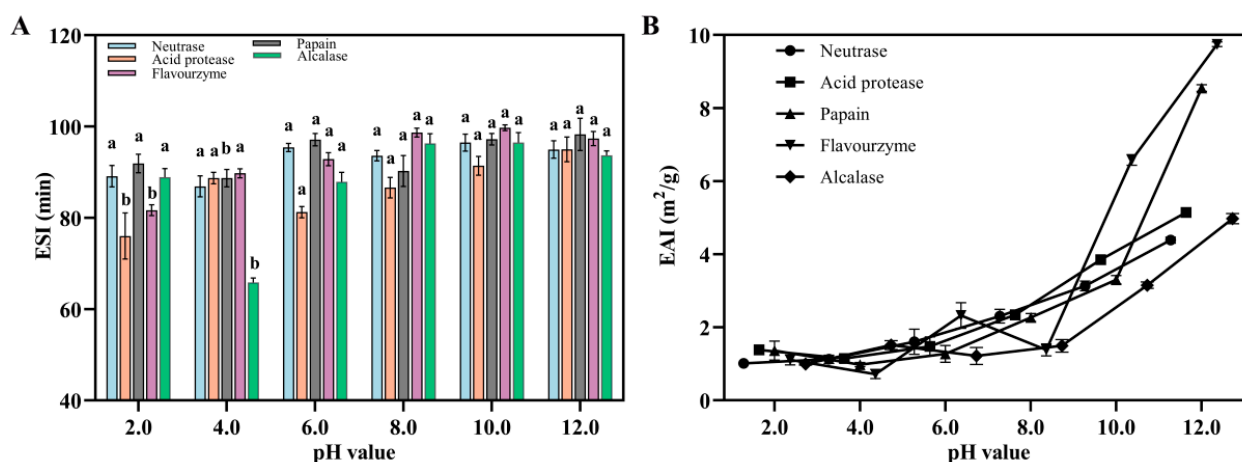 A
120
100
80
60
40
ESI (min)
Neutrase
Acid protease
Flavourzyme
Papain
Alcalase
a b a b a
a a b a b
a a a a a
a a a a a
a a a a a
a a a a a
2.0 4.0 6.0 8.0 10.0 12.0
pH value
B
10
8
6
4
2
0
EAI (m²/g)
Neutrase
Acid protease
Papain
Flavourzyme
Alcalase
2.0 4.0 6.0 8.0 10.0 12.0
pH value